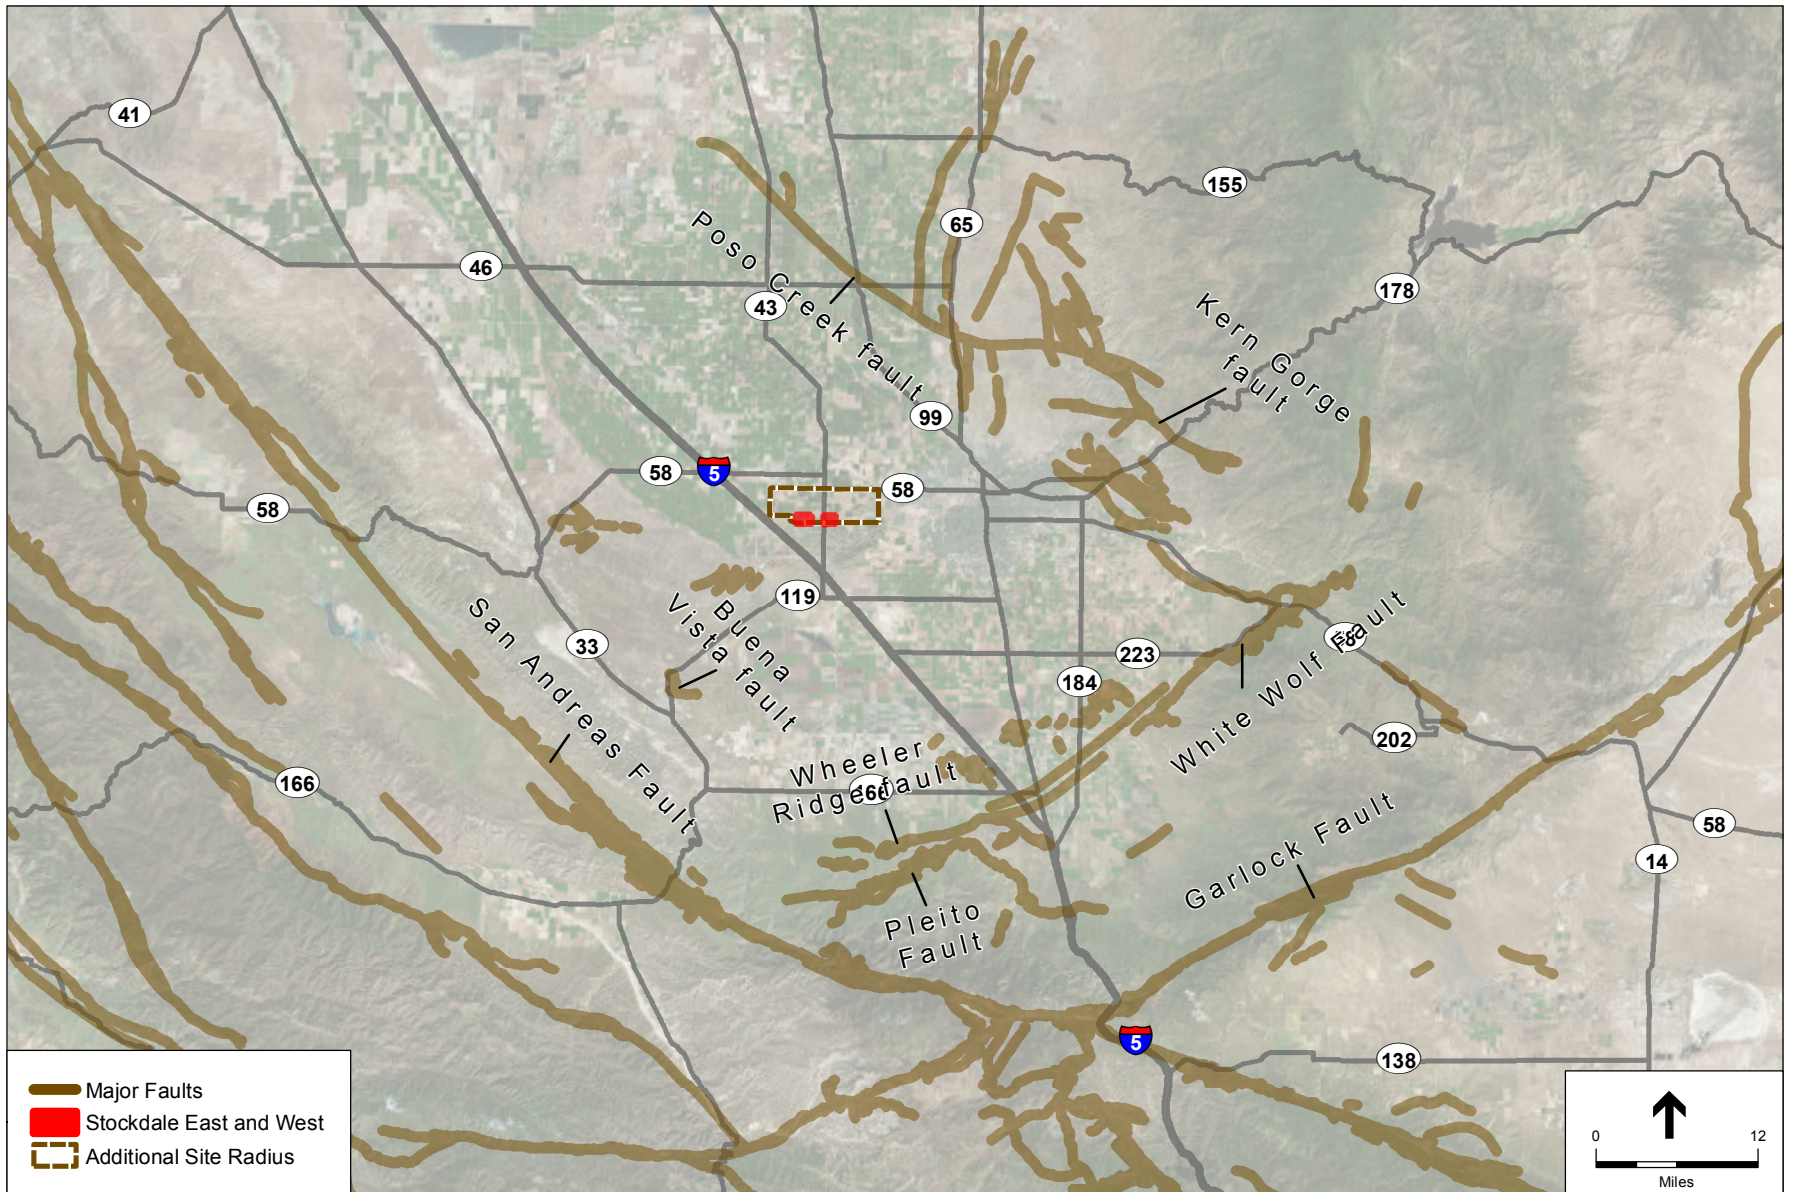 41
155
65
Poso Creek fault
46
178
43
Kern Gorge
fault
99
58
5
58
58
119
Buena
Vista fault
San Andreas Fault
33
223
58
White Wolf Fault
184
202
Wheeler
Ridge fault
166
166
58
14
Garlock Fault
Pleito
Fault
5
138
Major Faults
Stockdale East and West
Additional Site Radius
0 12
Miles